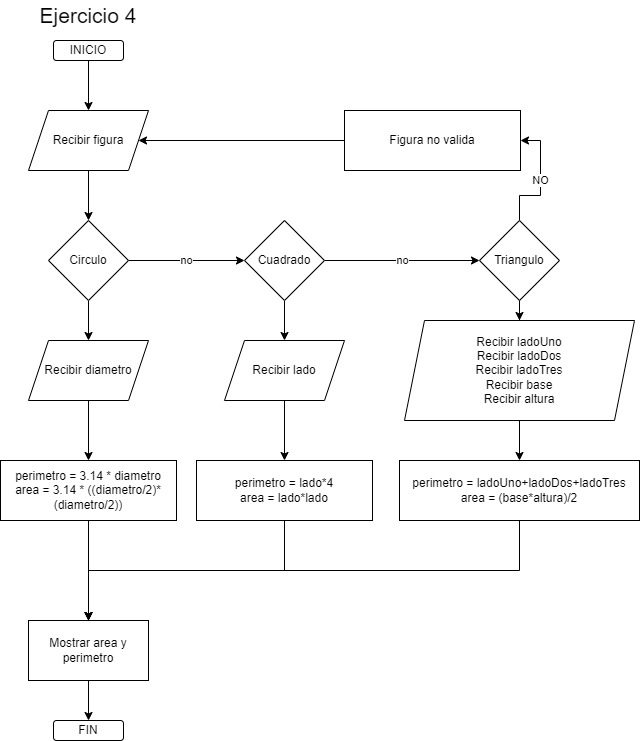 Ejercicio 4
INICIO
Recibir figura
Figura no valida
NO
Circulo
no
Cuadrado
no
Triangulo
Recibir diametro
Recibir lado
Recibir ladoUno
Recibir ladoDos
Recibir ladoTres
Recibir base
Recibir altura
perimetro = 3.14 * diametro
area = 3.14 * ((diametro/2)*
(diametro/2))
perimetro = lado*4
area = lado*lado
perimetro = ladoUno+ladoDos+ladoTres
area = (base*altura)/2
Mostrar area y
perimetro
FIN